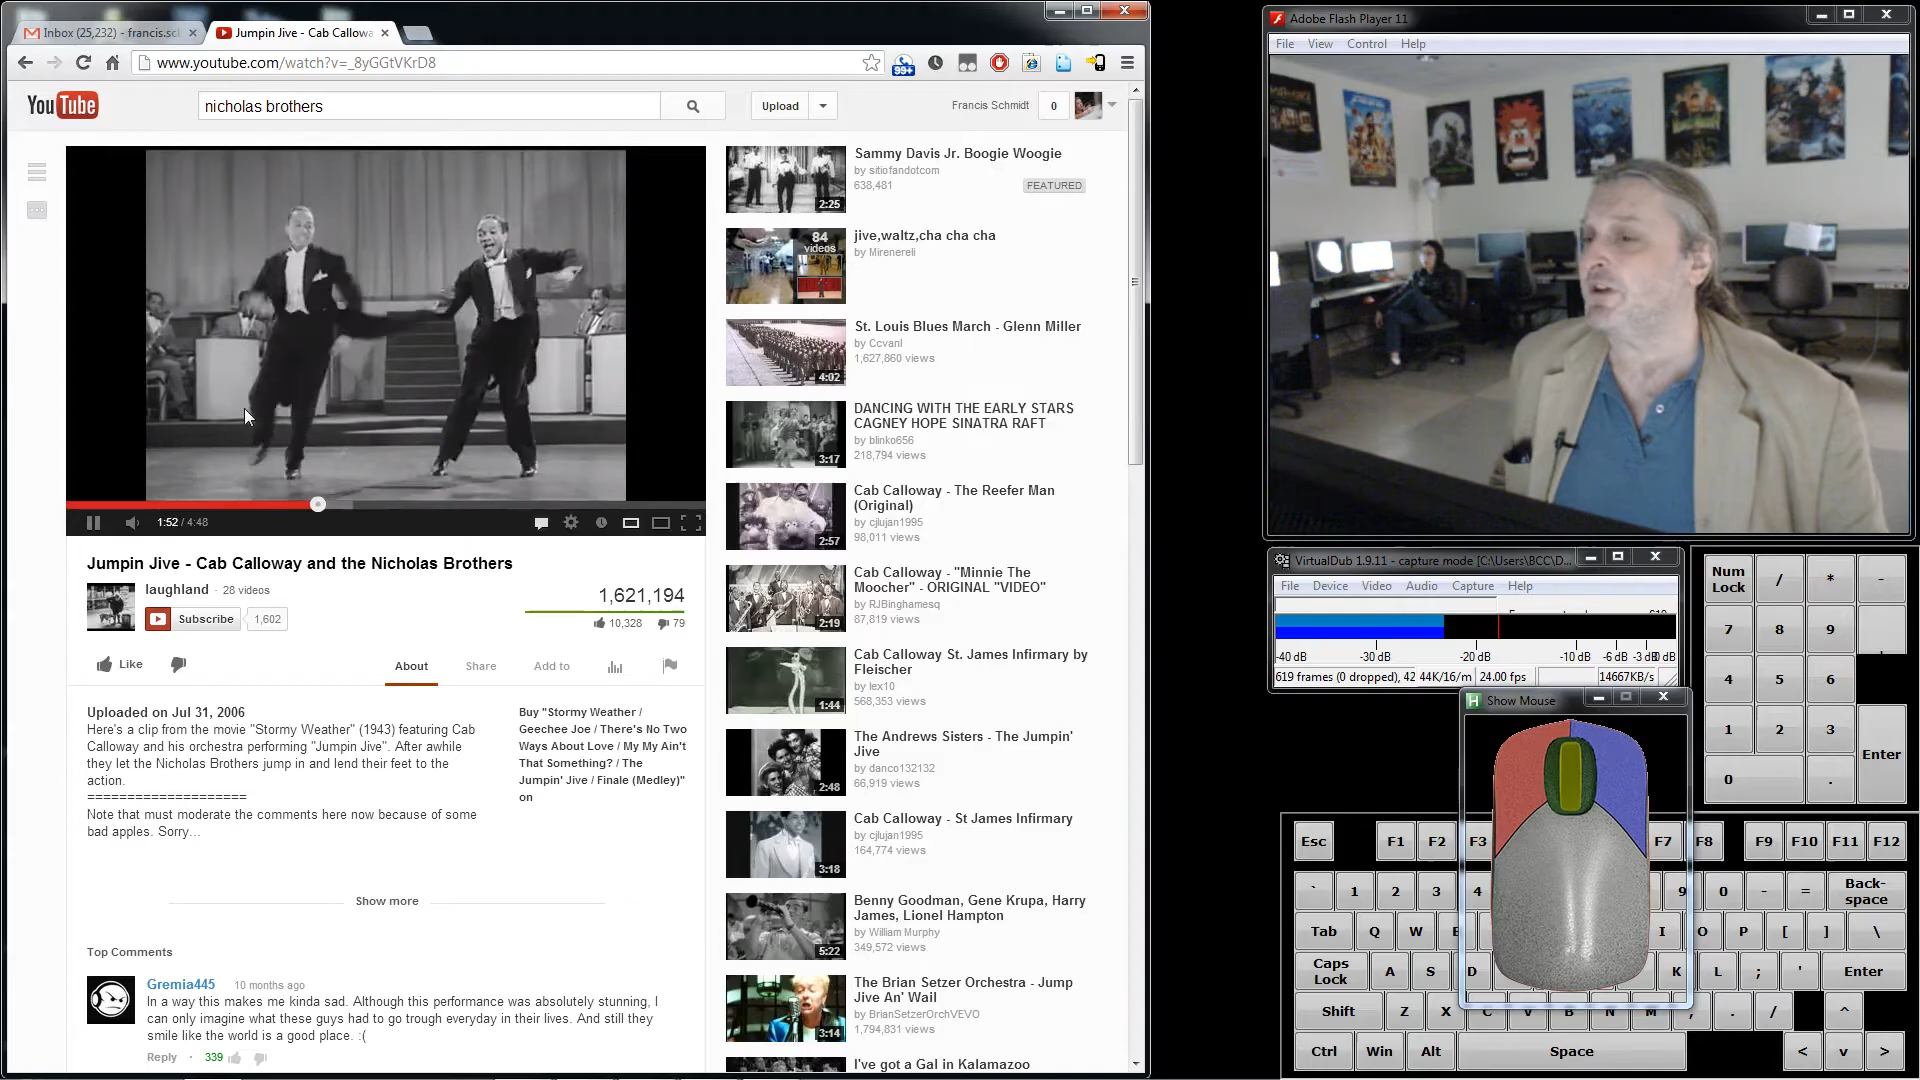 Inbox (25,232) - francis.scl
Jumpin Jive - Cab Callowa
www.youtube.com/watch?v=_8yGGtVKrD8
99+
YouTube
nicholas brothers
Upload
Francis Schmidt
0
1:52 / 4:48
Jumpin Jive - Cab Calloway and the Nicholas Brothers
laughland · 28 videos
Subscribe
1,602
1,621,194
10,328
79
Like
About
Share
Add to
Uploaded on Jul 31, 2006
Here's a clip from the movie "Stormy Weather" (1943) featuring Cab
Calloway and his orchestra performing "Jumpin Jive". After awhile
they let the Nicholas Brothers jump in and lend their feet to the
action.
====================
Note that must moderate the comments here now because of some
bad apples. Sorry...
Buy "Stormy Weather /
Geechee Joe / There's No Two
Ways About Love / My My Ain't
That Something? / The
Jumpin' Jive / Finale (Medley)"
on
Show more
Top Comments
Gremia445 10 months ago
In a way this makes me kinda sad. Although this performance was absolutely stunning, I
can only imagine what these guys had to go trough everyday in their lives. And still they
smile like the world is a good place. :(
Reply · 339
Sammy Davis Jr. Boogie Woogie
by sitiofandotcom
638,481
FEATURED
2:25
jive,waltz,cha cha cha
by Mirenereli
84
videos
St. Louis Blues March - Glenn Miller
by Ccvanl
1,627,860 views
4:02
DANCING WITH THE EARLY STARS
CAGNEY HOPE SINATRA RAFT
by blinko656
218,794 views
3:17
Cab Calloway - The Reefer Man
(Original)
by cjlujan1995
98,011 views
2:57
Cab Calloway - "Minnie The
Moocher" - ORIGINAL "VIDEO"
by RJBinghamesq
87,819 views
2:19
Cab Calloway St. James Infirmary by
Fleischer
by lex10
568,353 views
1:44
The Andrews Sisters - The Jumpin'
Jive
by danco132132
66,919 views
2:48
Cab Calloway - St James Infirmary
by cjlujan1995
164,774 views
3:18
Benny Goodman, Gene Krupa, Harry
James, Lionel Hampton
by William Murphy
349,572 views
5:22
The Brian Setzer Orchestra - Jump
Jive An' Wail
by BrianSetzerOrchVEVO
1,794,831 views
3:14
I've got a Gal in Kalamazoo
Adobe Flash Player 11
File View Control Help
VirtualDub 1.9.11 - capture mode [C:\Users\BCC\D...
File Device Video Audio Capture Help
-40 dB -30 dB -20 dB -10 dB -6 dB -3 dB 0 dB
619 frames (0 dropped), 42 44K/16/m 24.00 fps 14667KB/s
Show Mouse
Num Lock / * -
7 8 9
4 5 6
1 2 3
Enter
0 .
Esc F1 F2 F3 F7 F8 F9 F10 F11 F12
` 1 2 3 4 9 0 - = Back-space
Tab Q W E I O P [ ] \
Caps Lock A S D K L ; ' Enter
Shift Z X C V B N M , . / ^
Ctrl Win Alt Space < v >